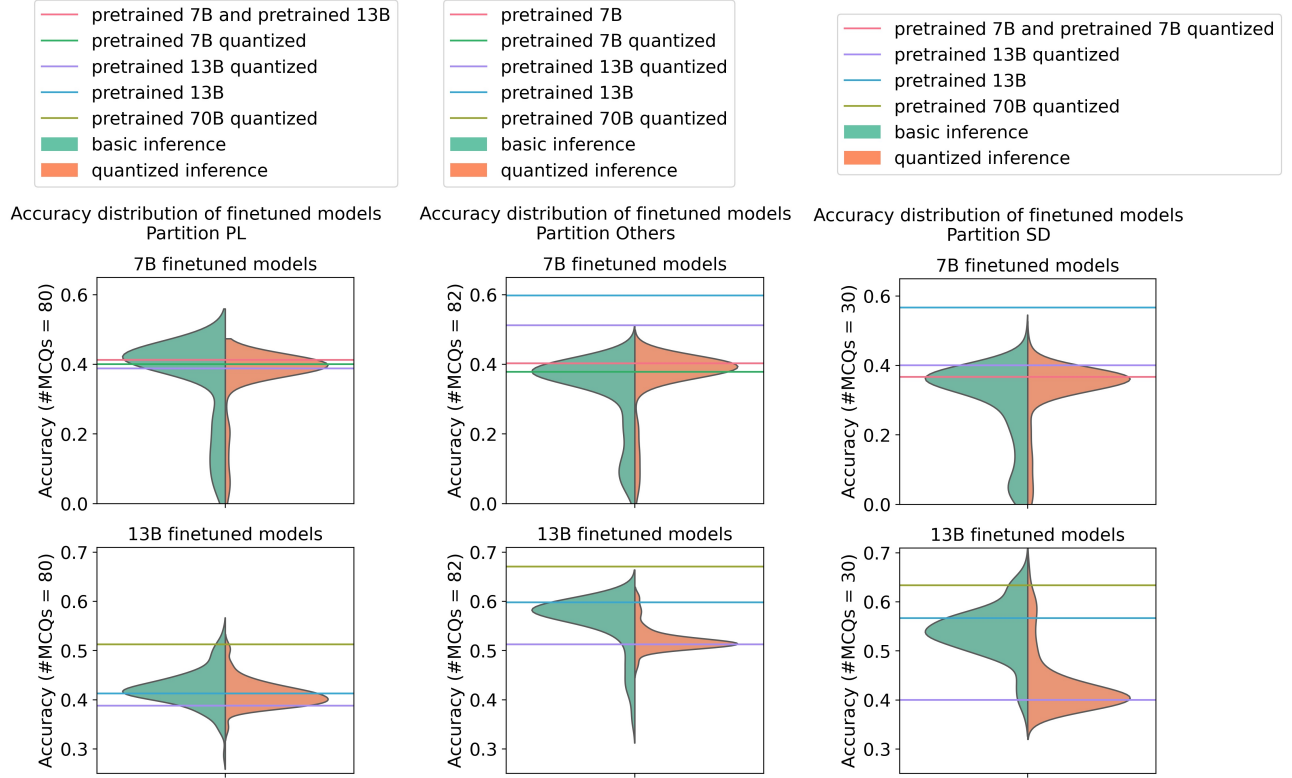 pretrained 7B and pretrained 13B
pretrained 7B quantized
pretrained 13B quantized
pretrained 13B
pretrained 70B quantized
basic inference
quantized inference
pretrained 7B
pretrained 7B quantized
pretrained 13B quantized
pretrained 13B
pretrained 70B quantized
basic inference
quantized inference
pretrained 7B and pretrained 7B quantized
pretrained 13B quantized
pretrained 13B
pretrained 70B quantized
basic inference
quantized inference
Accuracy distribution of finetuned models
Partition PL
7B finetuned models
Accuracy (#MCQs = 80)
0.6
0.4
0.2
0.0
13B finetuned models
Accuracy (#MCQs = 80)
0.7
0.6
0.5
0.4
0.3
Accuracy distribution of finetuned models
Partition Others
7B finetuned models
Accuracy (#MCQs = 82)
0.6
0.4
0.2
0.0
13B finetuned models
Accuracy (#MCQs = 82)
0.7
0.6
0.5
0.4
0.3
Accuracy distribution of finetuned models
Partition SD
7B finetuned models
Accuracy (#MCQs = 30)
0.6
0.4
0.2
0.0
13B finetuned models
Accuracy (#MCQs = 30)
0.7
0.6
0.5
0.4
0.3